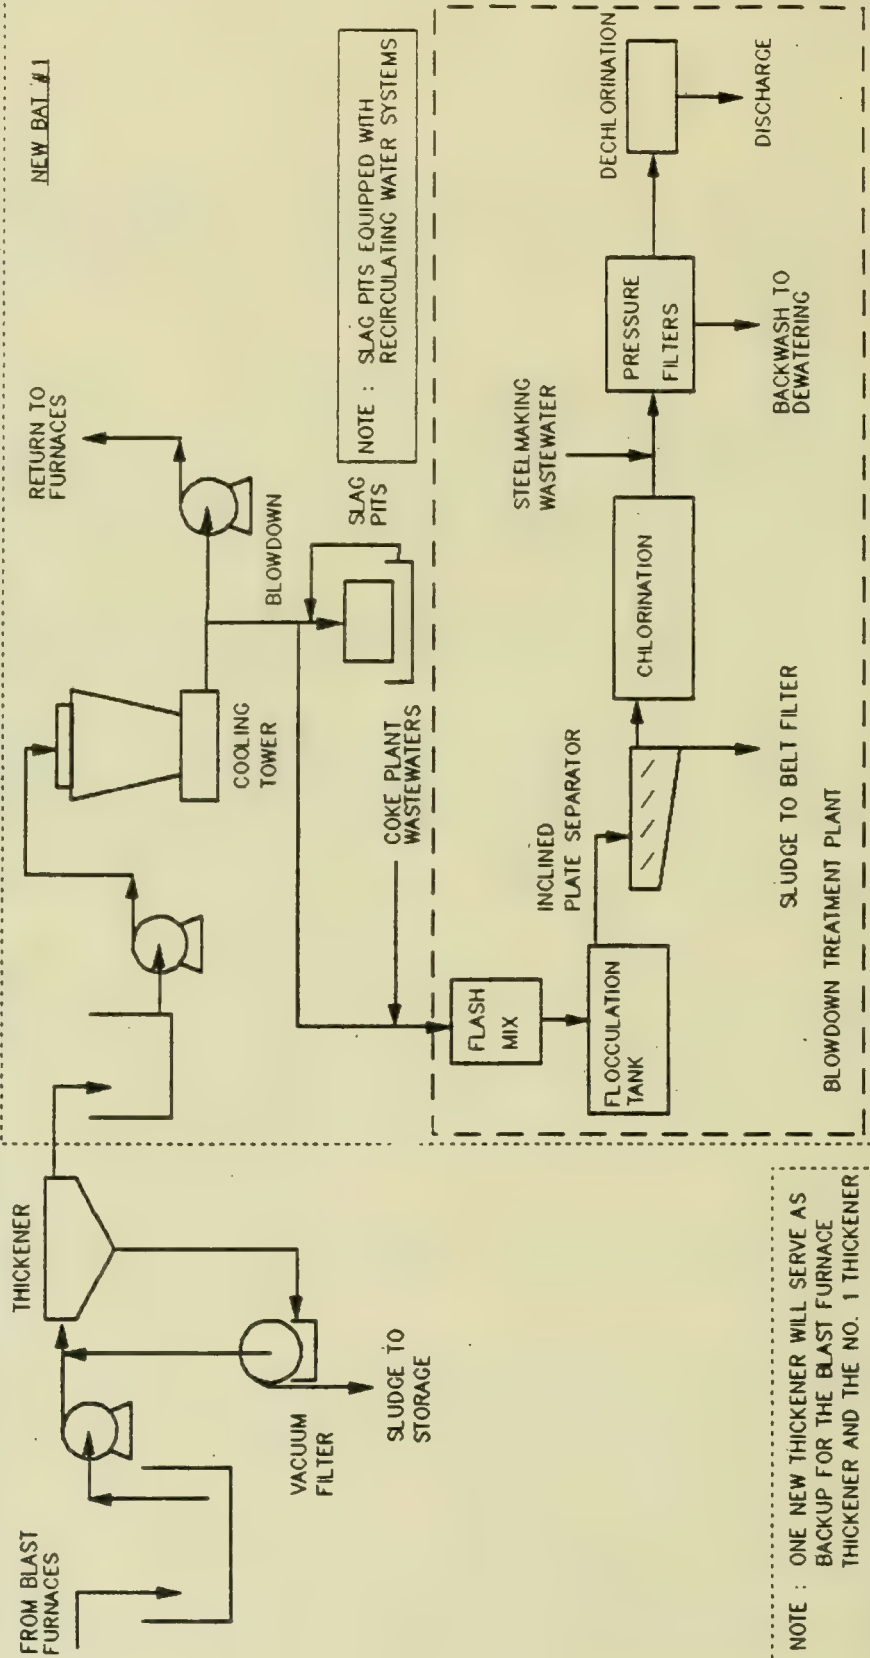 NEW BAT #1
FROM BLAST
FURNACES
THICKENER
VACUUM
FILTER
SLUDGE TO
STORAGE
COOLING
TOWER
RETURN TO
FURNACES
BLOWDOWN
SLAG
PITS
NOTE : SLAG PITS EQUIPPED WITH
RECIRCULATING WATER SYSTEMS
COKE PLANT
WASTEWATERS
FLASH
MIX
FLOCCULATION
TANK
INCLINED
PLATE SEPARATOR
SLUDGE TO BELT FILTER
CHLORINATION
STEELMAKING
WASTEWATER
PRESSURE
FILTERS
BACKWASH TO
DEWATERING
DECHLORINATION
DISCHARGE
BLOWDOWN TREATMENT PLANT
NOTE : ONE NEW THICKENER WILL SERVE AS
BACKUP FOR THE BLAST FURNACE
THICKENER AND THE NO. 1 THICKENER